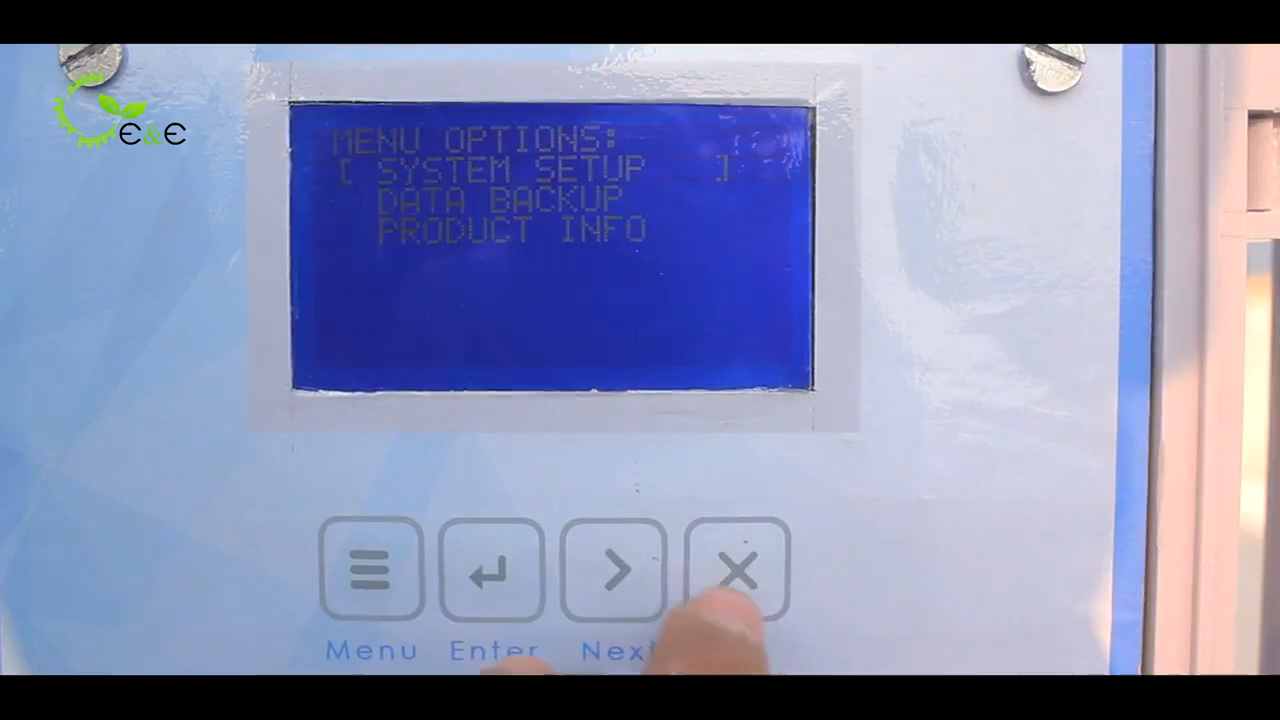 E&E
MENU OPTIONS:
[ SYSTEM SETUP ]
DATA BACKUP
PRODUCT INFO
Menu Enter Next